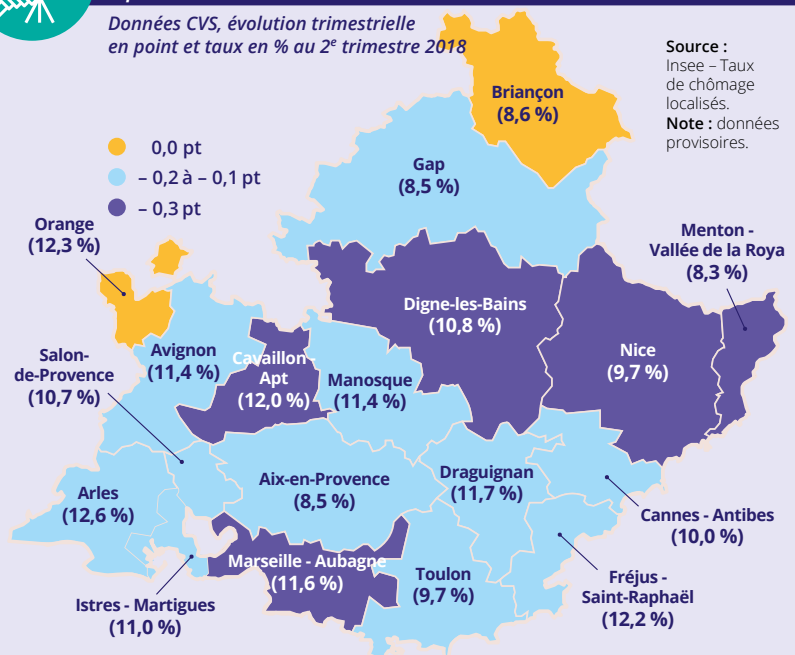 Données CVS, évolution trimestrielle
en point et taux en % au 2e trimestre 2018
Source :
Insee – Taux
de chômage
localisés.
Note : données
provisoires.
0,0 pt
– 0,2 à – 0,1 pt
– 0,3 pt
Briançon
(8,6 %)
Gap
(8,5 %)
Orange
(12,3 %)
Menton -
Vallée de la Roya
(8,3 %)
Digne-les-Bains
(10,8 %)
Nice
(9,7 %)
Avignon
(11,4 %)
Cavaillon -
Apt
(12,0 %)
Manosque
(11,4 %)
Salon-
de-Provence
(10,7 %)
Aix-en-Provence
(8,5 %)
Draguignan
(11,7 %)
Arles
(12,6 %)
Cannes - Antibes
(10,0 %)
Marseille - Aubagne
(11,6 %)
Toulon
(9,7 %)
Fréjus -
Saint-Raphaël
(12,2 %)
Istres - Martigues
(11,0 %)